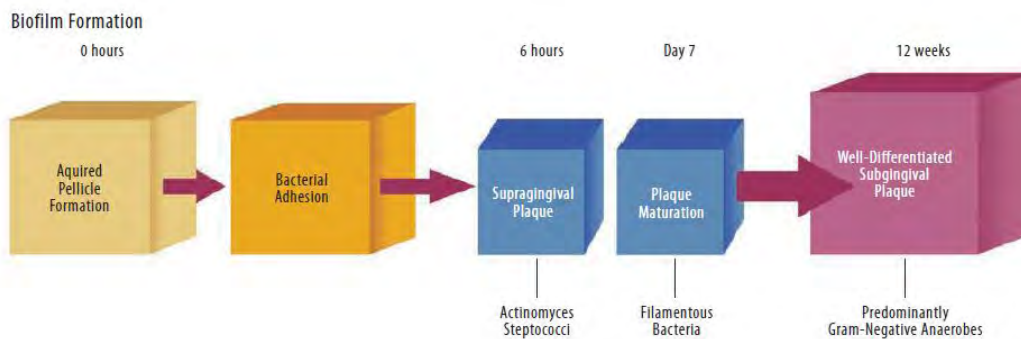 Biofilm Formation
0 hours
6 hours
Day 7
12 weeks
Aquired
Pellicle
Formation
Bacterial
Adhesion
Supragingival
Plaque
Plaque
Maturation
Well-Differentiated
Subgingival
Plaque
Actinomyces
Steptococci
Filamentous
Bacteria
Predominantly
Gram-Negative Anaerobes